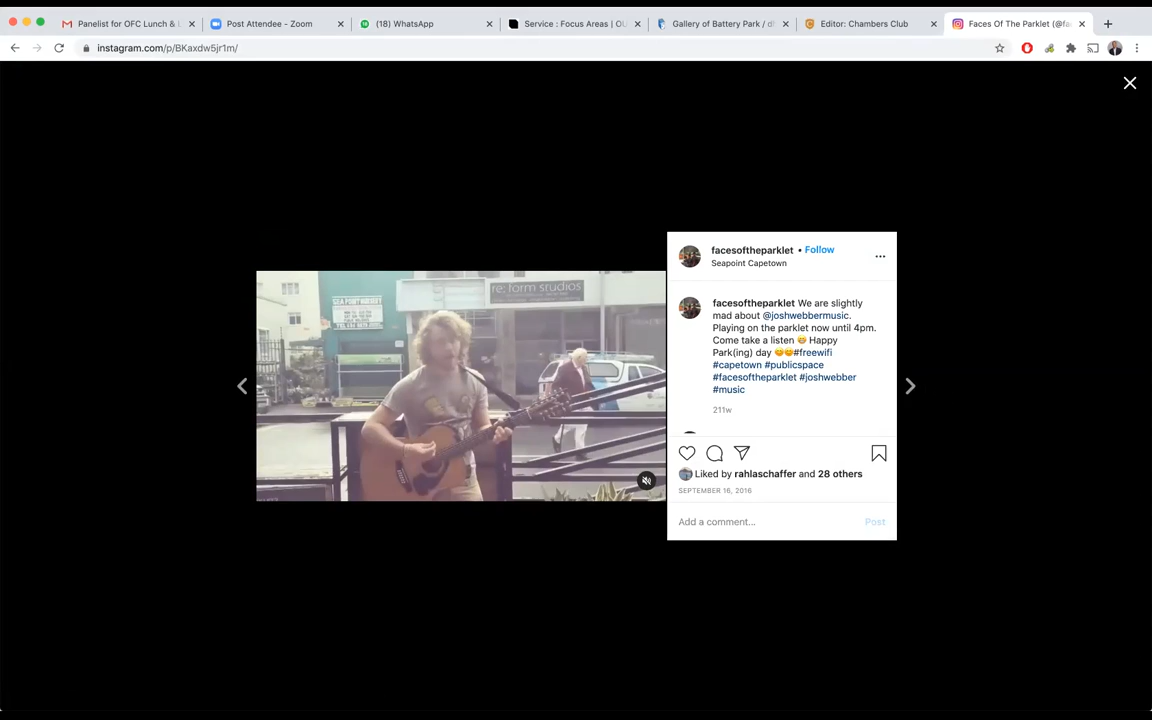 Panelist for OFC Lunch &
Post Attendee - Zoom
(18) WhatsApp
Service : Focus Areas | OU
Gallery of Battery Park /
Editor: Chambers Club
Faces Of The Parklet (@fa
instagram.com/p/BKaxdw5jr1m/
facesoftheparklet • Follow
Seapoint Capetown
SEA POINT NURSERY
re: form studios
facesoftheparklet We are slightly
mad about @joshwebbermusic.
Playing on the parklet now until 4pm.
Come take a listen 😁 Happy
Park(ing) day 😁😁#freewifi
#capetown #publicspace
#facesoftheparklet #joshwebber
#music
211w
Liked by rahlaschaffer and 28 others
SEPTEMBER 16, 2016
Add a comment...
Post